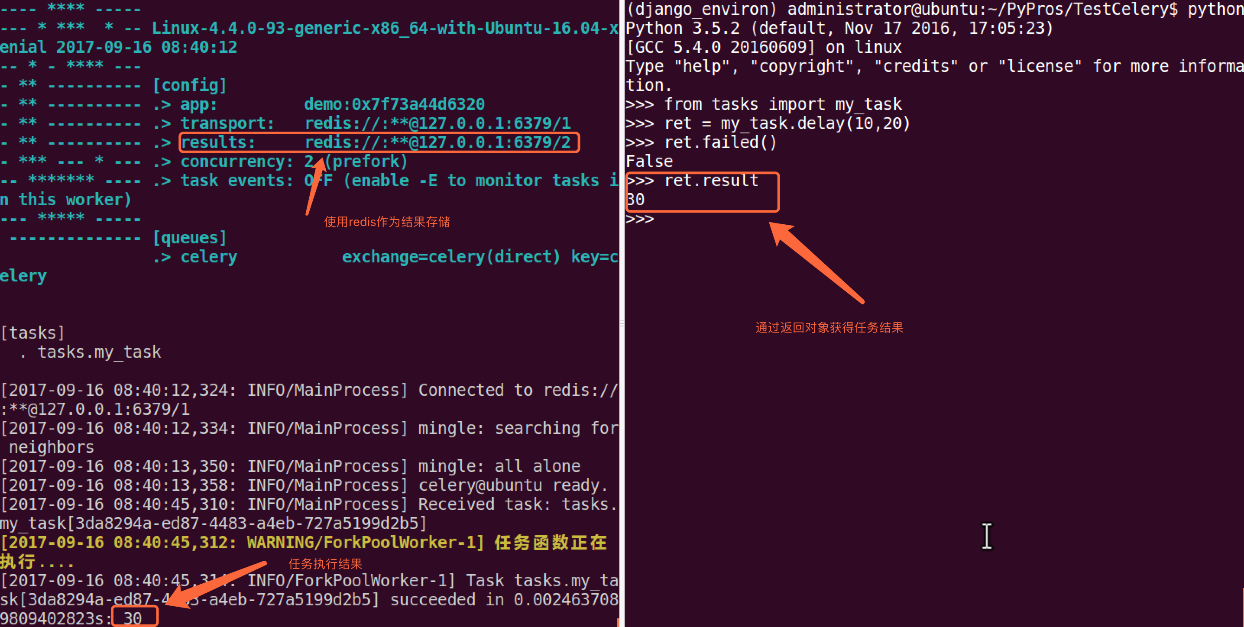 ---- **** -----
--- * ***  * -- Linux-4.4.0-93-generic-x86_64-with-Ubuntu-16.04-x
enial 2017-09-16 08:40:12
-- * - **** ---
- ** ---------- [config]
- ** ---------- .> app:         demo:0x7f73a44d6320
- ** ---------- .> transport:   redis://:**@127.0.0.1:6379/1
- ** ---------- .> results:     redis://:**@127.0.0.1:6379/2
- *** --- * --- .> concurrency: 2 (prefork)
-- ******* ---- .> task events: OFF (enable -E to monitor tasks i
n this worker)
--- ***** -----
使用redis作为结果存储
 -------------- [queues]
                .> celery           exchange=celery(direct) key=c
elery
[tasks]
  . tasks.my_task
[2017-09-16 08:40:12,324: INFO/MainProcess] Connected to redis://
:**@127.0.0.1:6379/1
[2017-09-16 08:40:12,334: INFO/MainProcess] mingle: searching for
 neighbors
[2017-09-16 08:40:13,350: INFO/MainProcess] mingle: all alone
[2017-09-16 08:40:13,358: INFO/MainProcess] celery@ubuntu ready.
[2017-09-16 08:40:45,310: INFO/MainProcess] Received task: tasks.
my_task[3da8294a-ed87-4483-a4eb-727a5199d2b5]
[2017-09-16 08:40:45,312: WARNING/ForkPoolWorker-1] 任务函数正在
执行....
任务执行结果
[2017-09-16 08:40:45,314: INFO/ForkPoolWorker-1] Task tasks.my_ta
sk[3da8294a-ed87-4483-a4eb-727a5199d2b5] succeeded in 0.002463708
9809402823s: 30
(django_environ) administrator@ubuntu:~/PyPros/TestCelery$ python
Python 3.5.2 (default, Nov 17 2016, 17:05:23)
[GCC 5.4.0 20160609] on linux
Type "help", "copyright", "credits" or "license" for more informa
tion.
>>> from tasks import my_task
>>> ret = my_task.delay(10,20)
>>> ret.failed()
False
>>> ret.result
30
>>>
通过返回对象获得任务结果